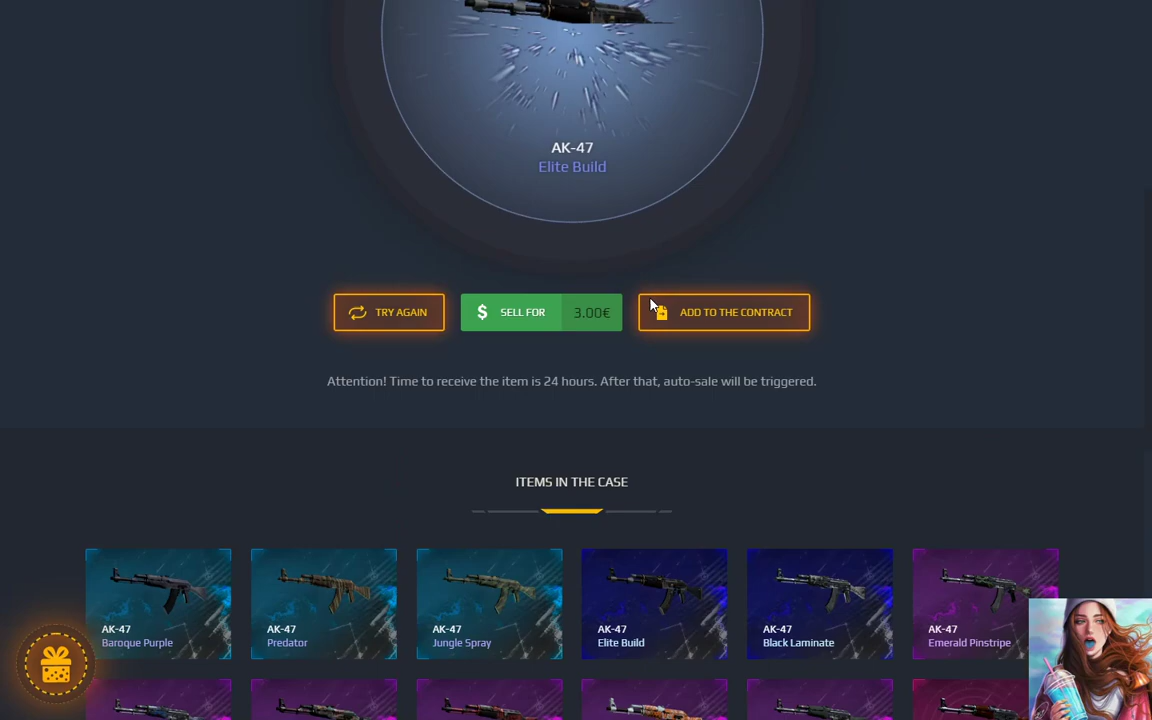 AK-47
Elite Build
TRY AGAIN
$ SELL FOR 3.00€
ADD TO THE CONTRACT
Attention! Time to receive the item is 24 hours. After that, auto-sale will be triggered.
ITEMS IN THE CASE
AK-47
Baroque Purple
AK-47
Predator
AK-47
Jungle Spray
AK-47
Elite Build
AK-47
Black Laminate
AK-47
Emerald Pinstripe